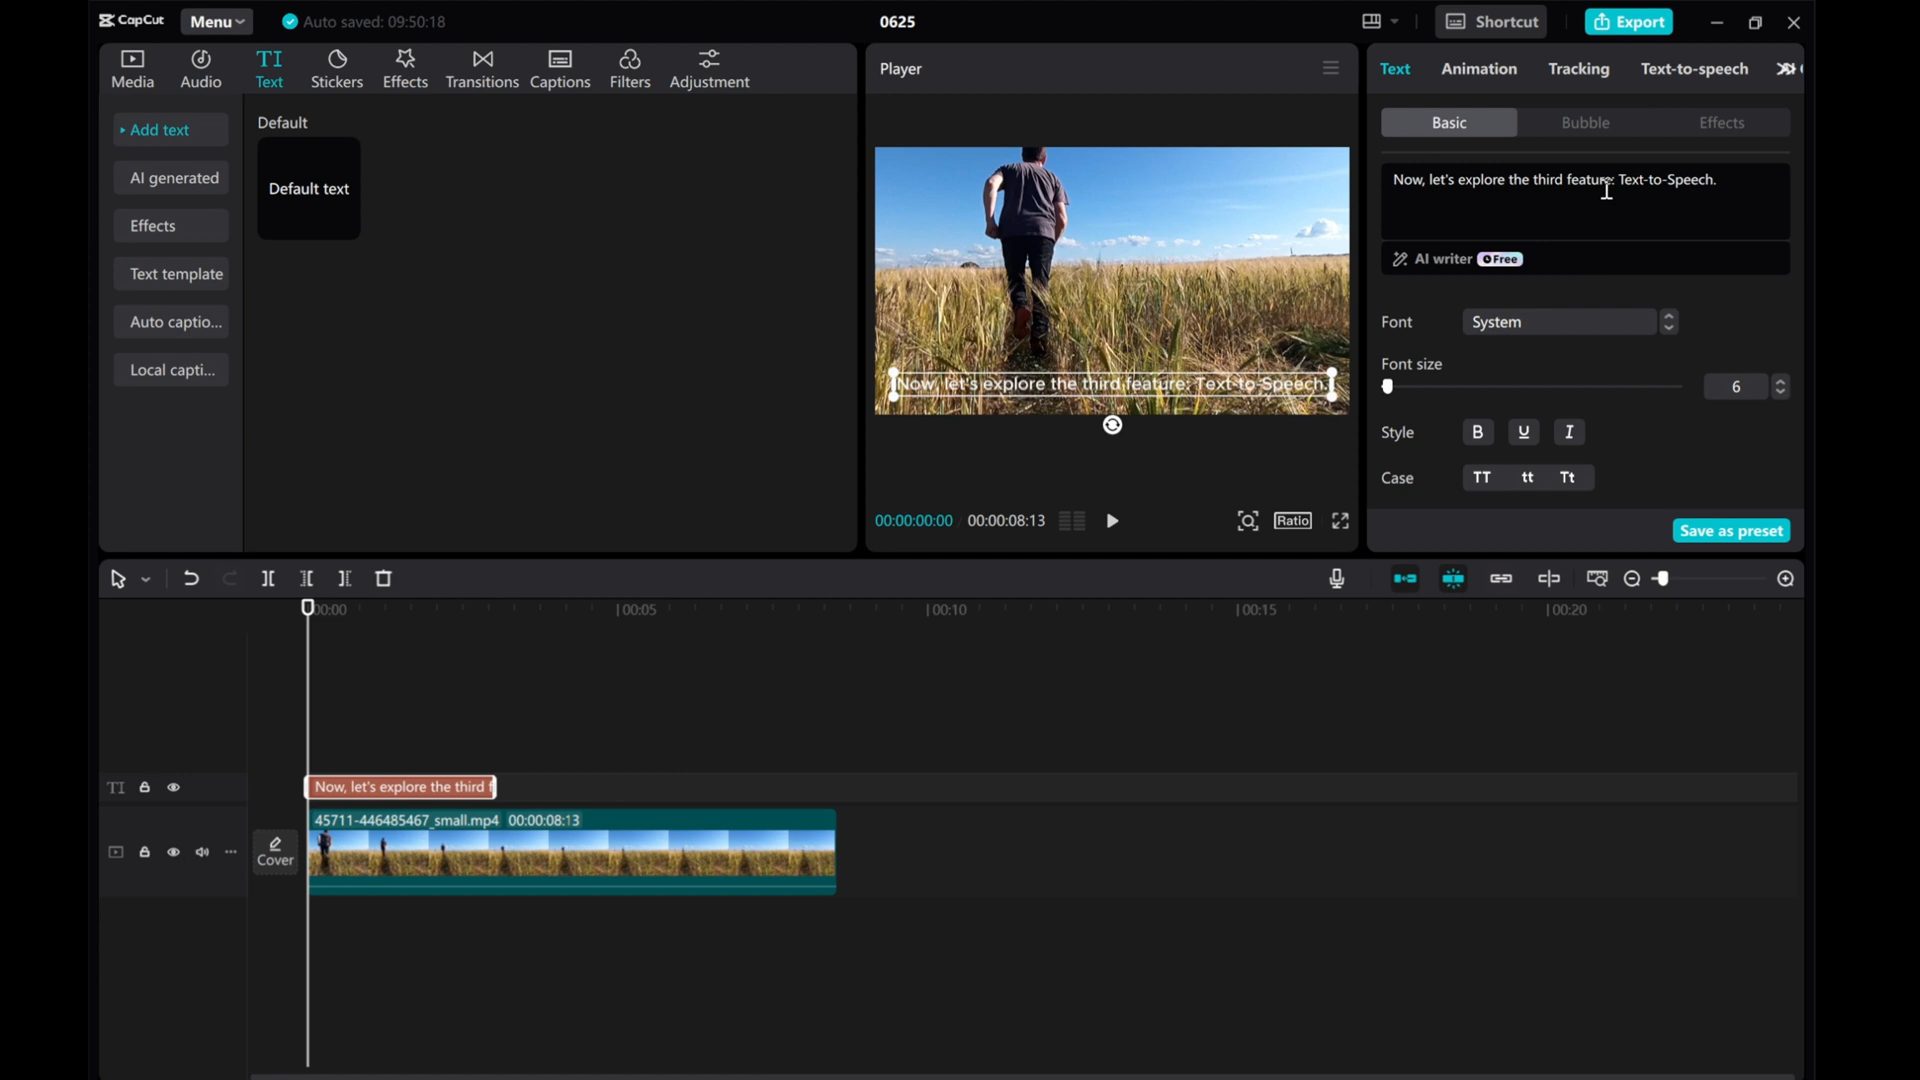 CapCut
Menu
Auto saved: 09:50:18
0625
Shortcut
Export
Media
Audio
TI
Text
Stickers
Effects
Transitions
Captions
Filters
Adjustment
Add text
AI generated
Effects
Text template
Auto captio...
Local capti...
Default
Default text
Player
Now, let's explore the third feature: Text-to-Speech.
00:00:00:00
00:00:08:13
Ratio
Text
Animation
Tracking
Text-to-speech
Basic
Bubble
Effects
Now, let's explore the third feature: Text-to-Speech.
AI writer
Free
Font
System
Font size
6
Style
B
U
I
Case
TT
tt
Tt
Save as preset
00:00
00:05
00:10
00:15
00:20
TI
Now, let's explore the third f
45711-446485467_small.mp4 00:00:08:13
Cover